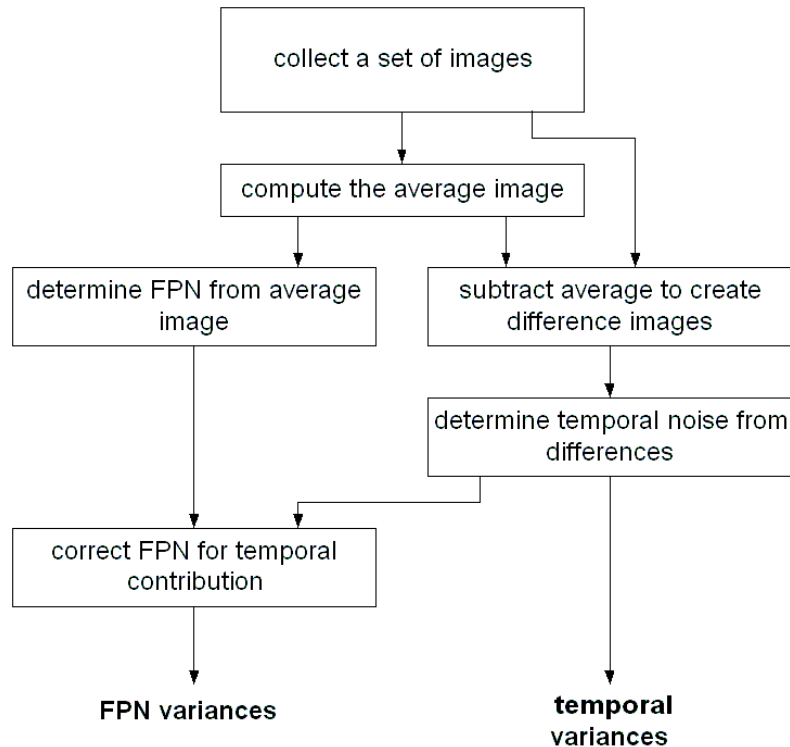 collect a set of images
compute the average image
determine FPN from average
image
subtract average to create
difference images
determine temporal noise from
differences
correct FPN for temporal
contribution
FPN variances
temporal
variances